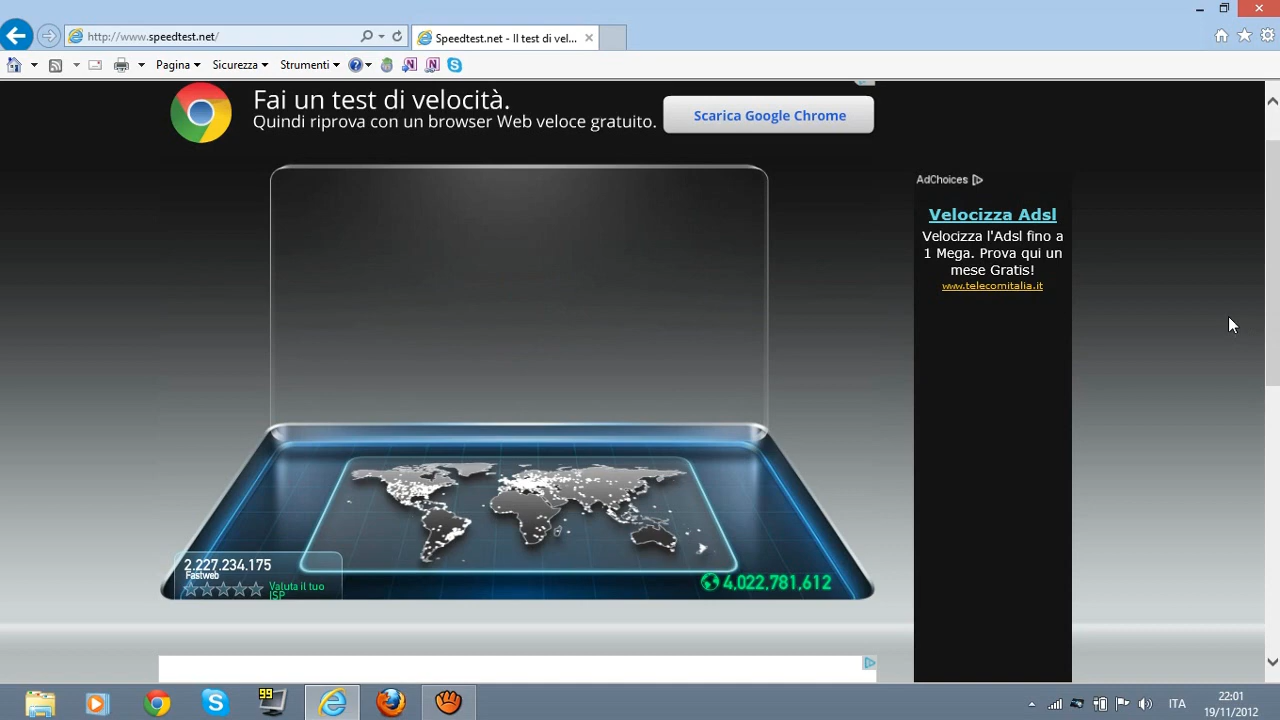 http://www.speedtest.net/
Speedtest.net - Il test di vel...
Pagina
Sicurezza
Strumenti
Fai un test di velocità.
Quindi riprova con un browser Web veloce gratuito.
Scarica Google Chrome
AdChoices
Velocizza Adsl
Velocizza l'Adsl fino a
1 Mega. Prova qui un
mese Gratis!
www.telecomitalia.it
2.227.234.175
Fastweb
Valuta il tuo
ISP
4,022,781,612
99
ITA
22:01
19/11/2012